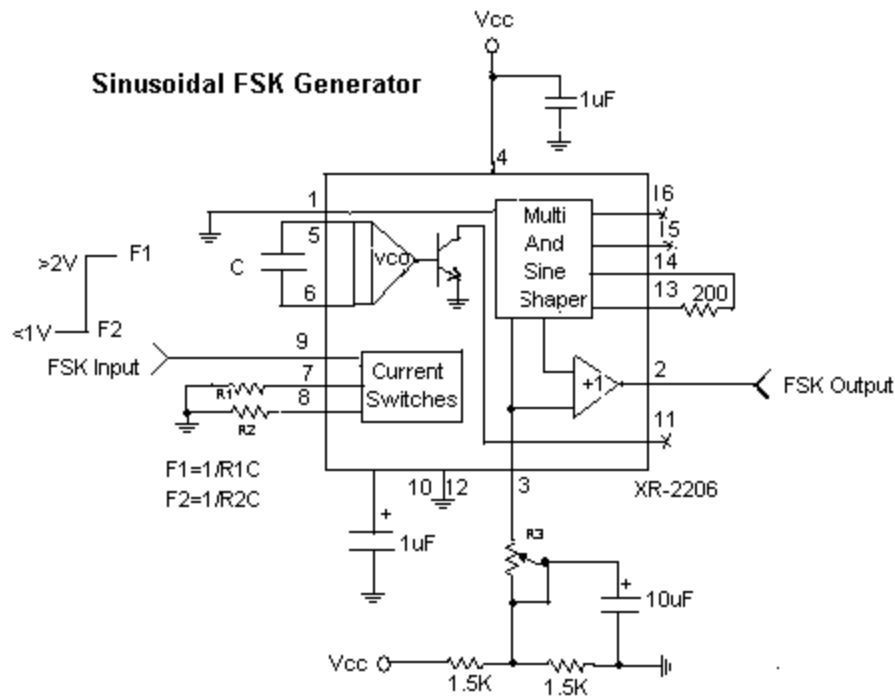 Vcc
Sinusoidal FSK Generator
1uF
4
1
5
C
6
vco
Multi
And
Sine
Shaper
16
15
14
13
200
>2V
F1
<1V
F2
FSK Input
9
7
8
R1
R2
Current
Switches
+1
2
FSK Output
11
F1=1/R1C
F2=1/R2C
10
12
3
XR-2206
+
1uF
R3
+
10uF
Vcc
1.5K
1.5K